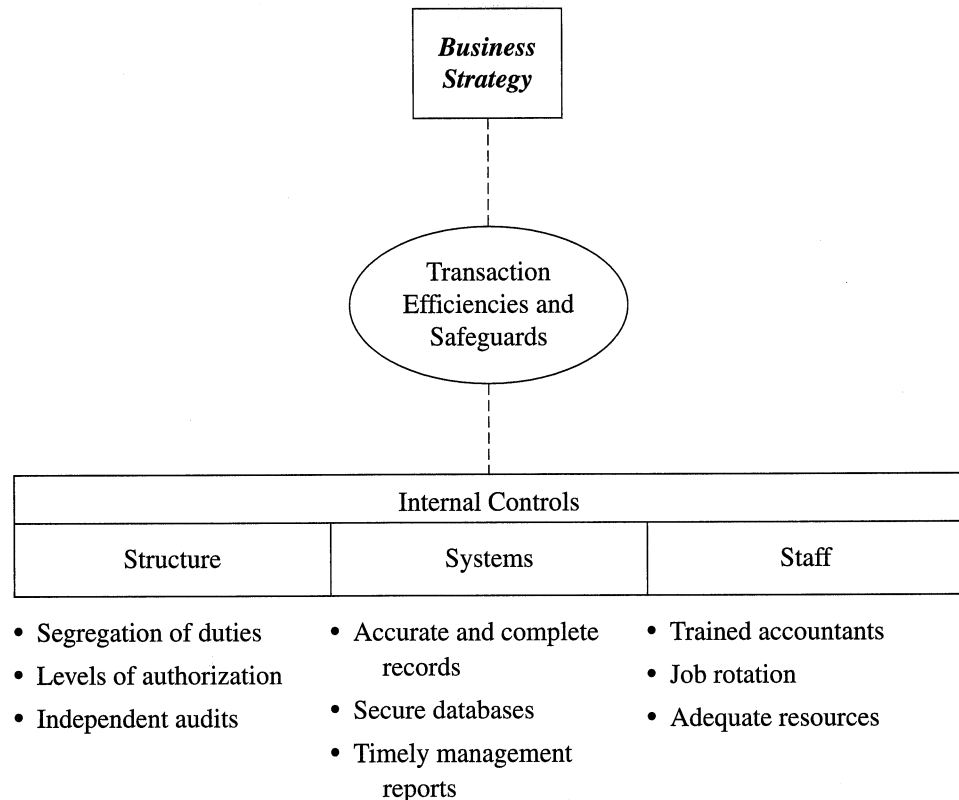 Business
Strategy
Transaction
Efficiencies and
Safeguards
Internal Controls
Structure
Systems
Staff
• Segregation of duties
• Levels of authorization
• Independent audits
• Accurate and complete
records
• Secure databases
• Timely management
reports
• Trained accountants
• Job rotation
• Adequate resources